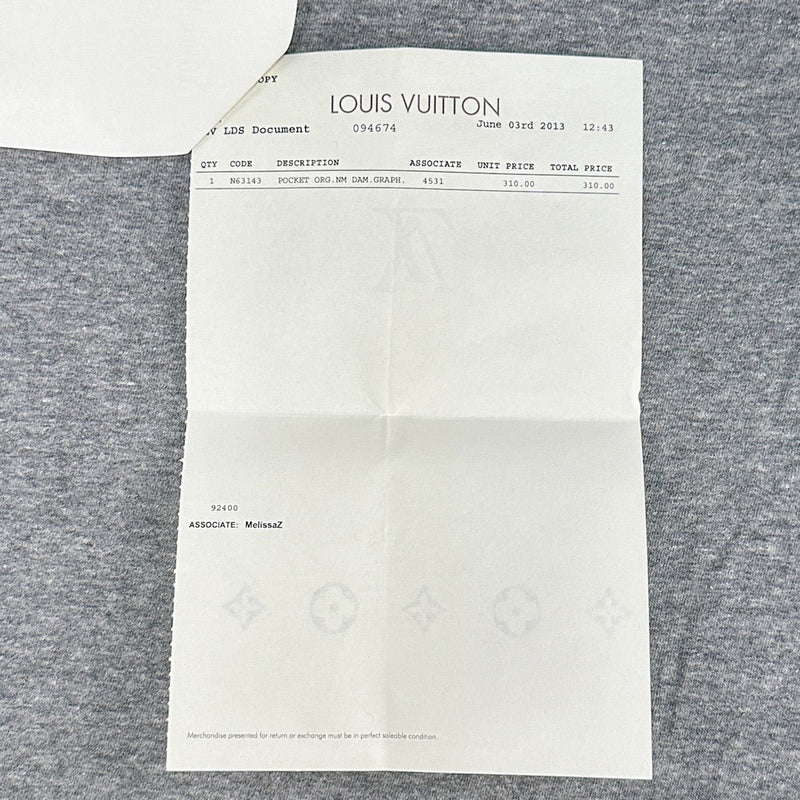 OPY
LOUIS VUITTON
LDS Document 094674 June 03rd 2013 12:43
QTY CODE DESCRIPTION ASSOCIATE UNIT PRICE TOTAL PRICE
1 N63143 POCKET ORG.NM DAM.GRAPH. 4531 310.00 310.00
92400
ASSOCIATE: MelissaZ
Merchandise presented for return or exchange must be in perfect saleable condition.